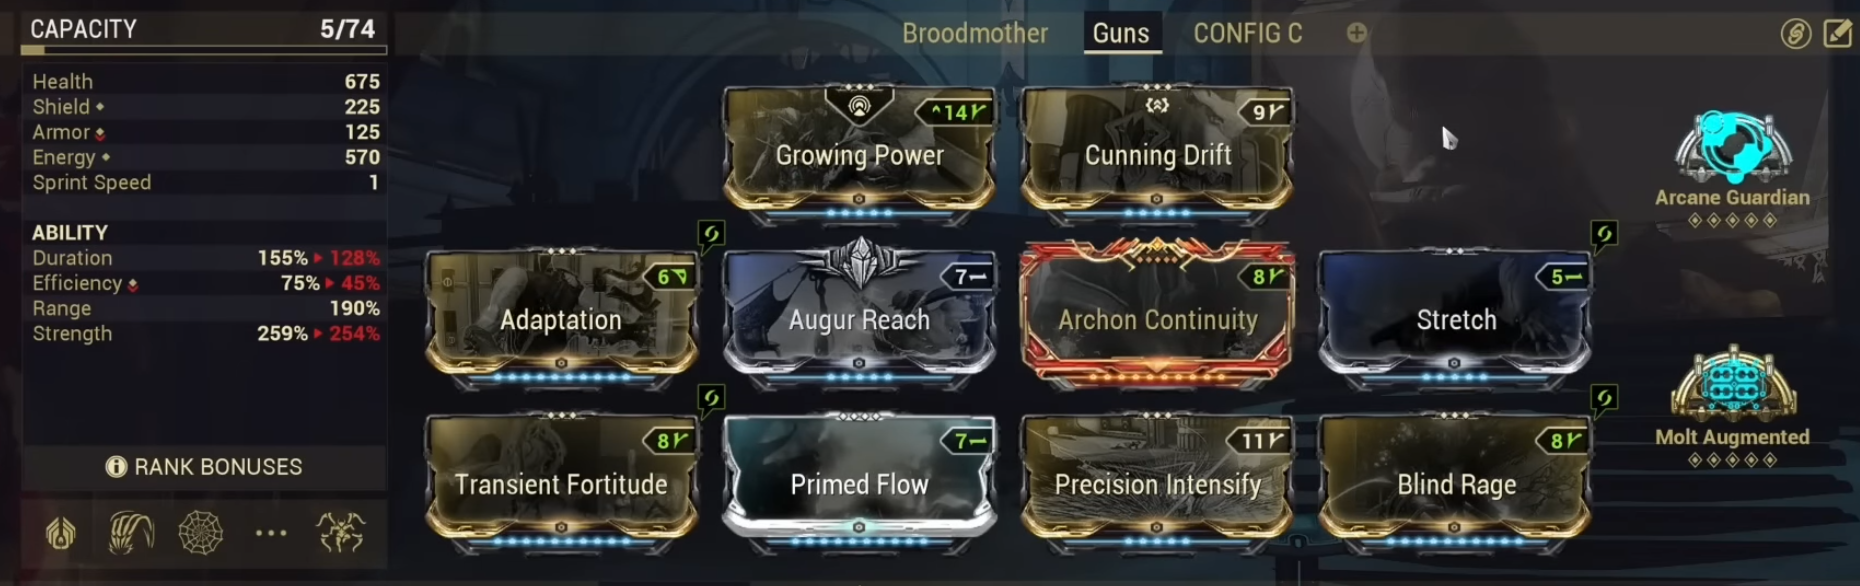 CAPACITY 5/74
Broodmother Guns CONFIG C
Health 675
Shield 225
Armor 125
Energy 570
Sprint Speed 1
ABILITY
Duration 155% 128%
Efficiency 75% 45%
Range 190%
Strength 259% 254%
RANK BONUSES
14
Growing Power
9
Cunning Drift
Arcane Guardian
6
Adaptation
7
Augur Reach
8
Archon Continuity
5
Stretch
8
Transient Fortitude
7
Primed Flow
11
Precision Intensify
8
Blind Rage
Molt Augmented